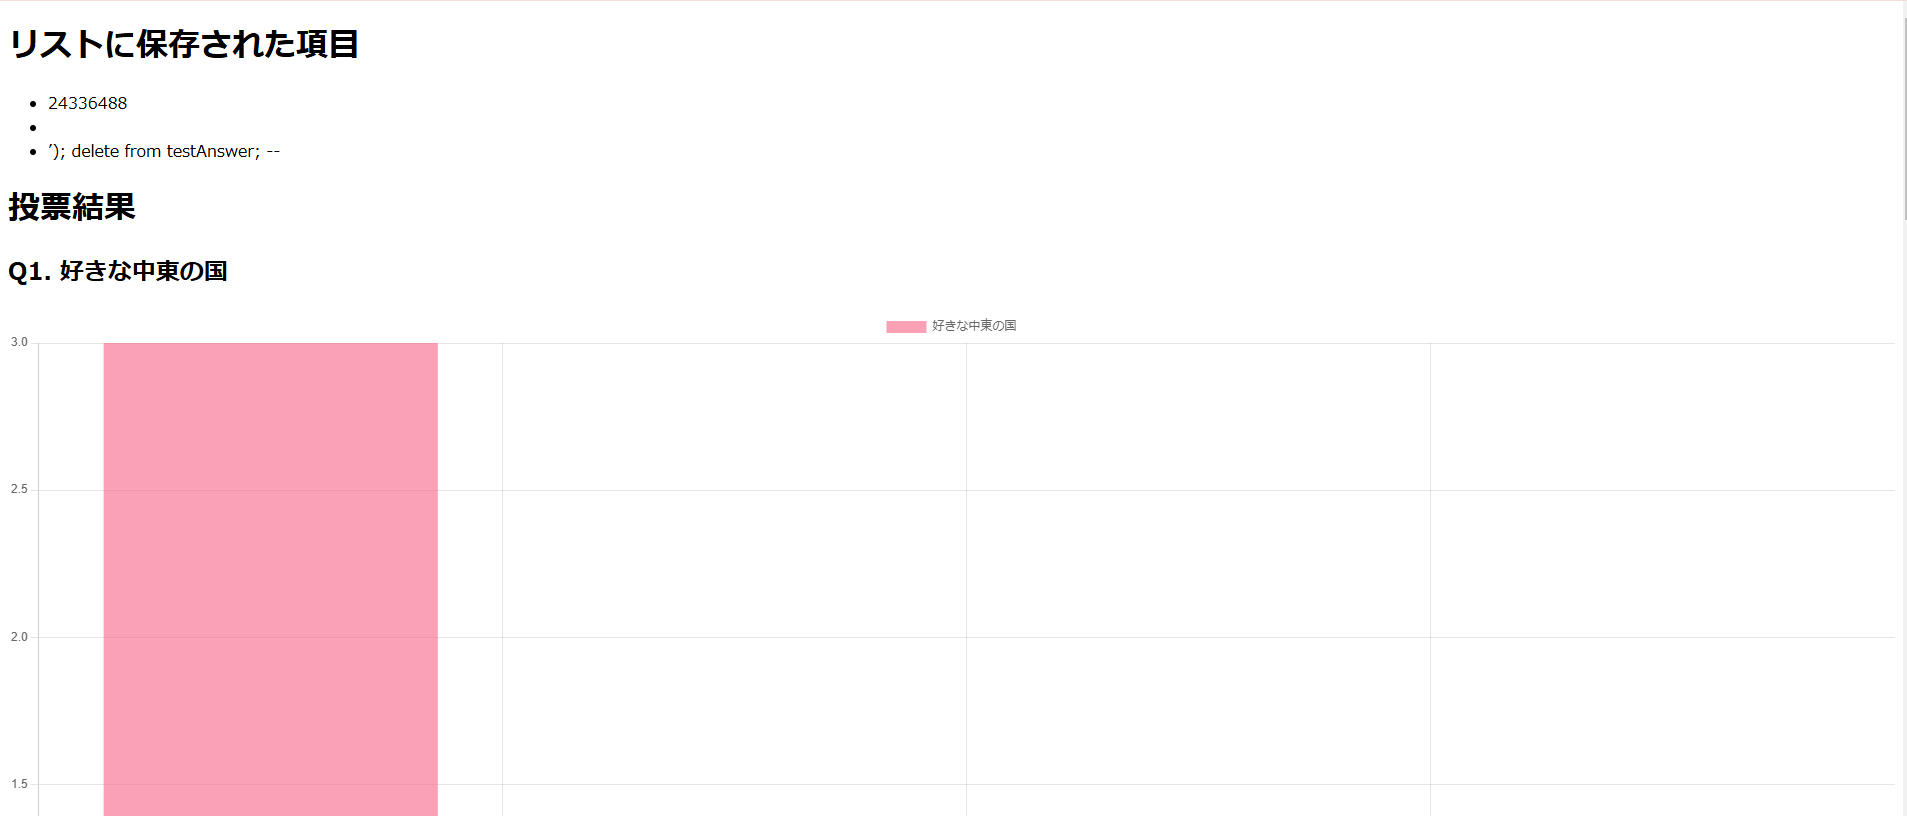 リストに保存された項目
24336488
’); delete from testAnswer; --
投票結果
Q1. 好きな中東の国
好きな中東の国
3.0
2.5
2.0
1.5